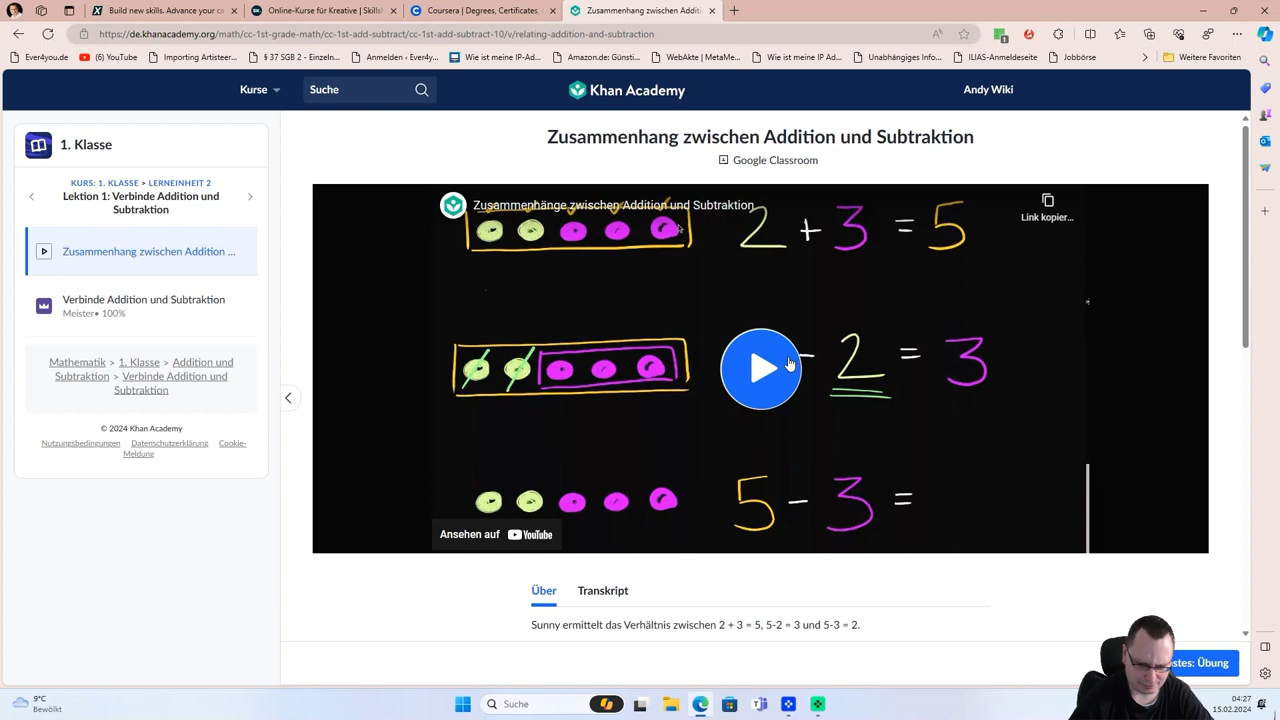 Build new skills. Advance your ca
Online-Kurse für Kreative | Skillsh
Coursera | Degrees, Certificates,
Zusammenhang zwischen Additi
https://de.khanacademy.org/math/cc-1st-grade-math/cc-1st-add-subtract/cc-1st-add-subtract-10/v/relating-addition-and-subtraction
Ever4you.de
(6) YouTube
Importing Artisteer...
§ 37 SGB 2 - Einzeln...
Anmelden - Ever4y...
Wie ist meine IP-Ad...
Amazon.de: Günsti...
WebAkte | MetaMe...
Wie ist meine IP-Ad...
Unabhängiges Info...
ILIAS-Anmeldeseite
Jobbörse
Weitere Favoriten
Kurse
Suche
Khan Academy
Andy Wiki
1. Klasse
KURS: 1. KLASSE > LERNEINHEIT 2
Lektion 1: Verbinde Addition und
Subtraktion
Zusammenhang zwischen Addition ...
Verbinde Addition und Subtraktion
Meister• 100%
Mathematik > 1. Klasse > Addition und
Subtraktion > Verbinde Addition und
Subtraktion
© 2024 Khan Academy
Nutzungsbedingungen Datenschutzerklärung Cookie-
Meldung
Zusammenhang zwischen Addition und Subtraktion
Google Classroom
Zusammenhänge zwischen Addition und Subtraktion
Link kopier...
2 + 3 = 5
- 2 = 3
5 - 3 =
Ansehen auf YouTube
Über Transkript
Sunny ermittelt das Verhältnis zwischen 2 + 3 = 5, 5-2 = 3 und 5-3 = 2.
stes: Übung
9°C
Bewölkt
Suche
04:27
15.02.2024